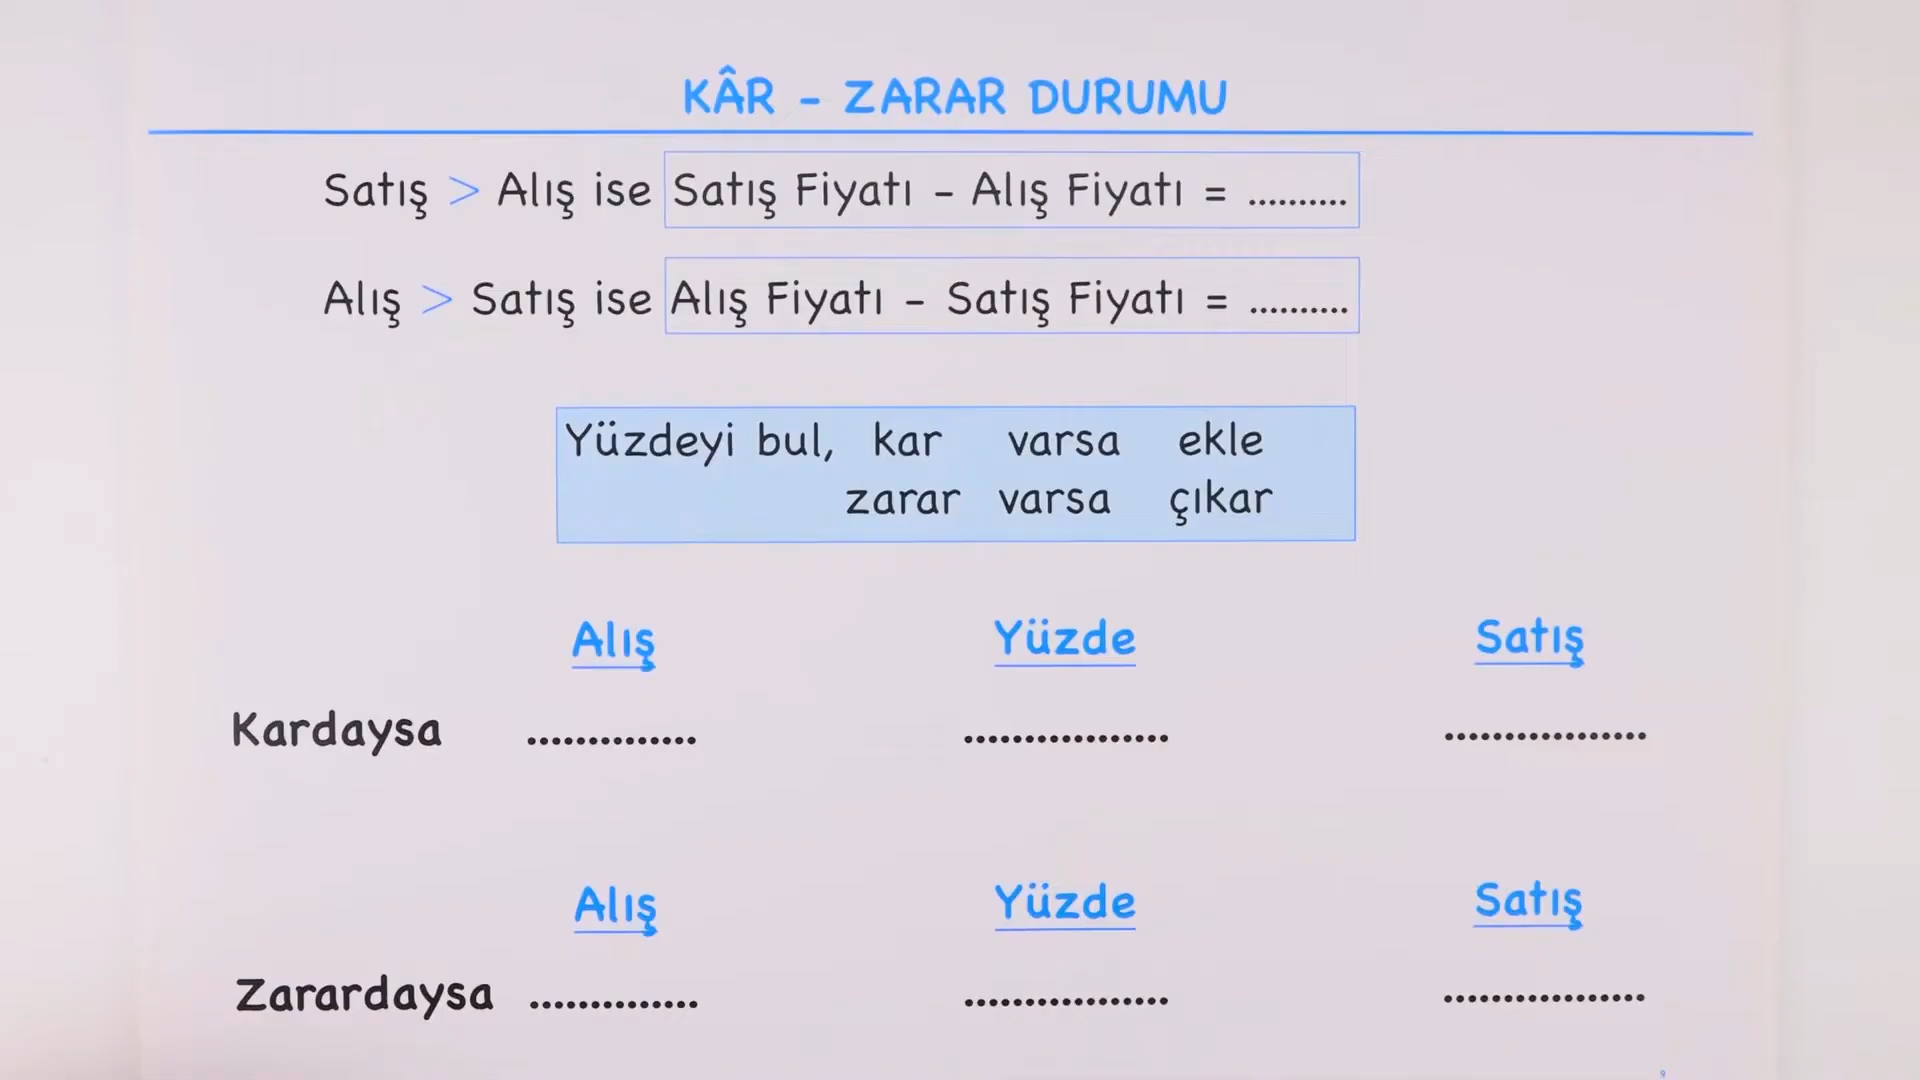 KÂR - ZARAR DURUMU
Satış > Alış ise Satış Fiyatı - Alış Fiyatı = ..........
Alış > Satış ise Alış Fiyatı - Satış Fiyatı = ..........
Yüzdeyi bul, kar varsa ekle
zarar varsa çıkar
Alış Yüzde Satış
Kardaysa .............. ................. .................
Alış Yüzde Satış
Zarardaysa .............. ................. .................
9